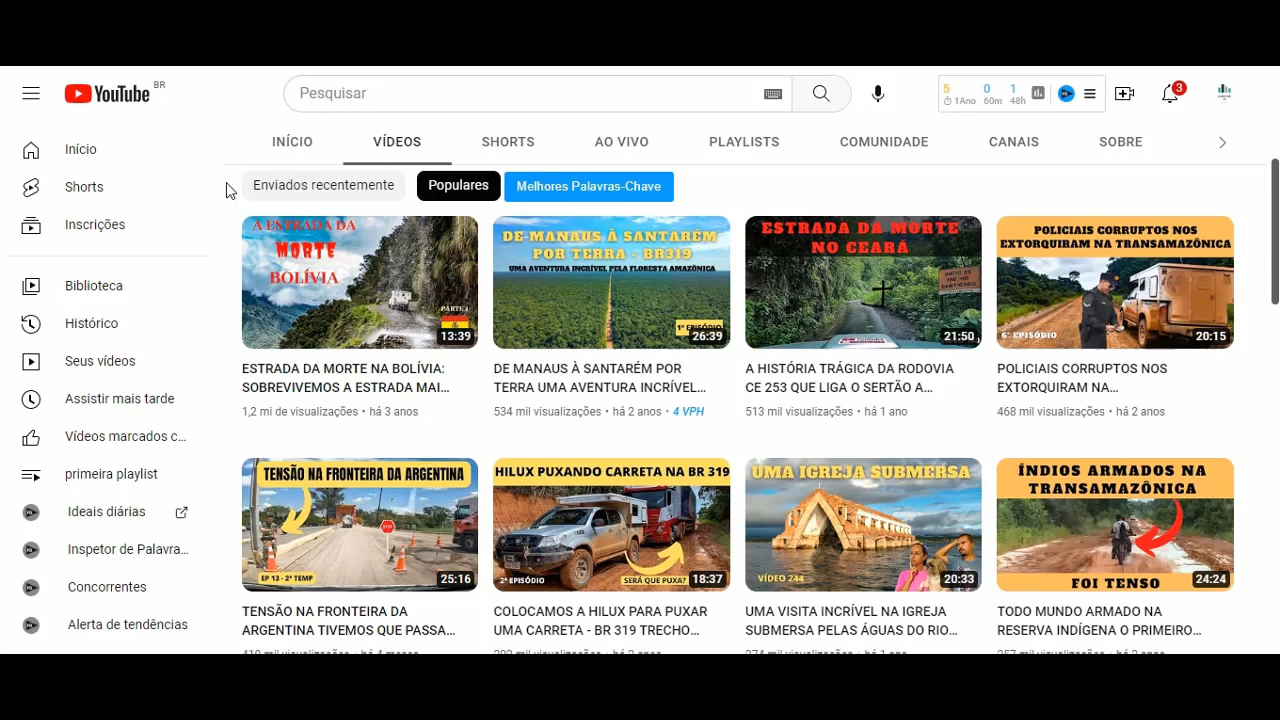 YouTube BR
Pesquisar
5 0 1
1Ano 60m 48h
3
INÍCIO VÍDEOS SHORTS AO VIVO PLAYLISTS COMUNIDADE CANAIS SOBRE
Início
Shorts
Inscrições
Biblioteca
Histórico
Seus vídeos
Assistir mais tarde
Vídeos marcados c...
primeira playlist
Ideais diárias
Inspetor de Palavra...
Concorrentes
Alerta de tendências
Enviados recentemente Populares Melhores Palavras-Chave
A ESTRADA DA
MORTE
BOLÍVIA
PARTE 1
13:39
ESTRADA DA MORTE NA BOLÍVIA:
SOBREVIVEMOS A ESTRADA MAI...
1,2 mi de visualizações • há 3 anos
DE MANAUS À SANTARÉM
POR TERRA - BR319
UMA AVENTURA INCRÍVEL PELA FLORESTA AMAZÔNICA
1º EPISÓDIO
26:39
DE MANAUS À SANTARÉM POR
TERRA UMA AVENTURA INCRÍVEL...
534 mil visualizações • há 2 anos • 4 VPH
ESTRADA DA MORTE
NO CEARÁ
21:50
A HISTÓRIA TRÁGICA DA RODOVIA
CE 253 QUE LIGA O SERTÃO A...
513 mil visualizações • há 1 ano
POLICIAIS CORRUPTOS NOS
EXTORQUIRAM NA TRANSAMAZÔNICA
6º EPISÓDIO
20:15
POLICIAIS CORRUPTOS NOS
EXTORQUIRAM NA...
468 mil visualizações • há 2 anos
TENSÃO NA FRONTEIRA DA ARGENTINA
STOP
EP 13 - 2ª TEMP
25:16
TENSÃO NA FRONTEIRA DA
ARGENTINA TIVEMOS QUE PASSA...
HILUX PUXANDO CARRETA NA BR 319
2º EPISÓDIO
SERÁ QUE PUXA?
18:37
COLOCAMOS A HILUX PARA PUXAR
UMA CARRETA - BR 319 TRECHO...
UMA IGREJA SUBMERSA
VÍDEO 244
20:33
UMA VISITA INCRÍVEL NA IGREJA
SUBMERSA PELAS ÁGUAS DO RIO...
ÍNDIOS ARMADOS NA
TRANSAMAZÔNICA
FOI TENSO
24:24
TODO MUNDO ARMADO NA
RESERVA INDÍGENA O PRIMEIRO...